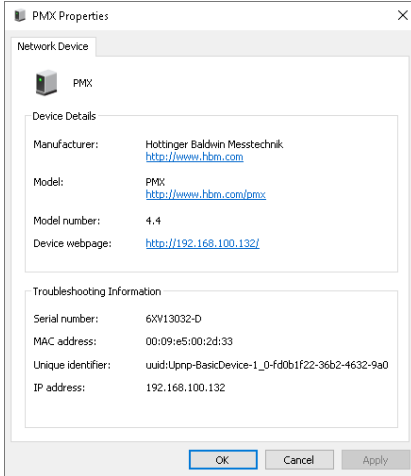 PMX Properties
Network Device
PMX
Device Details
Manufacturer: Hottinger Baldwin Messtechnik
http://www.hbm.com
Model: PMX
http://www.hbm.com/pmx
Model number: 4.4
Device webpage: http://192.168.100.132/
Troubleshooting Information
Serial number: 6XV13032-D
MAC address: 00:09:e5:00:2d:33
Unique identifier: uuid:Upnp-BasicDevice-1_0-fd0b1f22-36b2-4632-9a0
IP address: 192.168.100.132
OK Cancel Apply